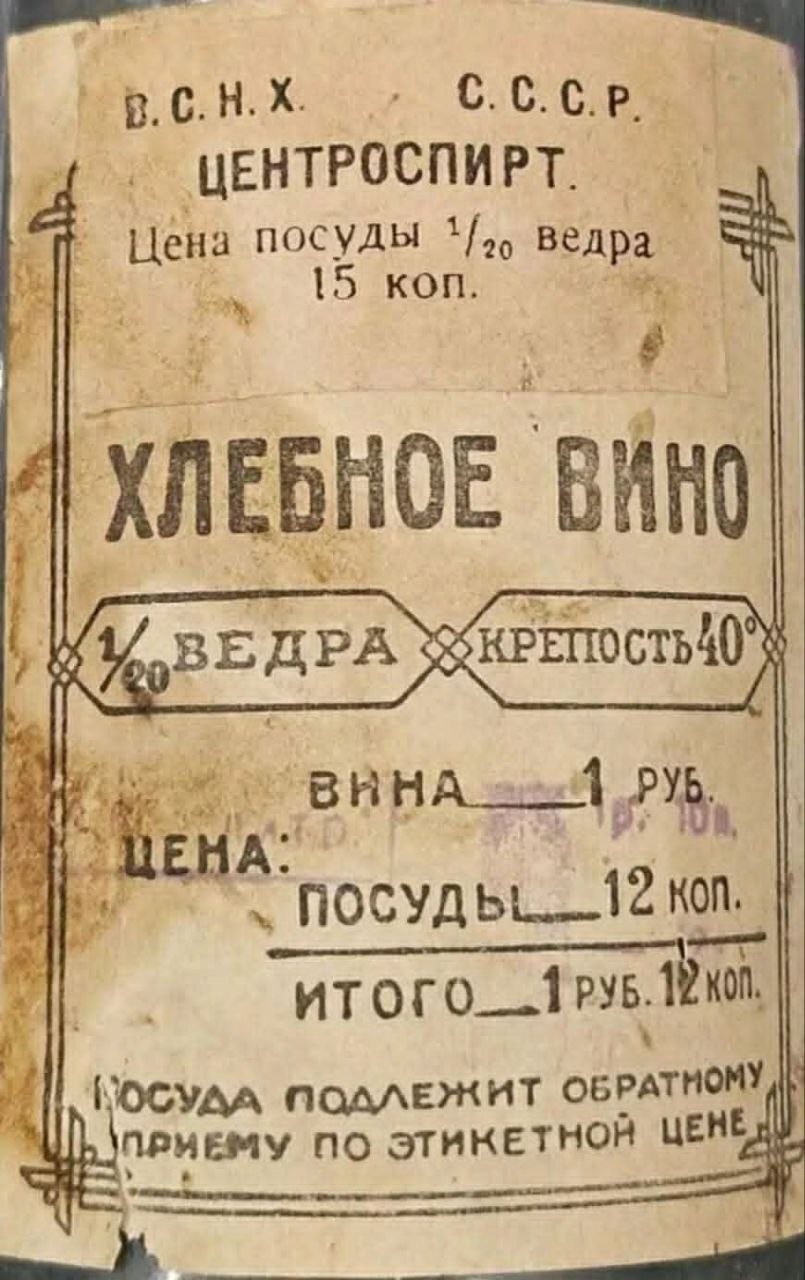 В.С.Н.Х. С.С.С.Р.
ЦЕНТРОСПИРТ.
Цена посуды 1/20 ведра
15 коп.
ХЛЕБНОЕ ВИНО
1/20 ВЕДРА КРЕПОСТЬ 40°
ВИНА 1 РУБ.
ЦЕНА:
ПОСУДЫ 12 КОП.
ИТОГО 1 РУБ. 12 КОП.
ПОСУДА ПОДЛЕЖИТ ОБРАТНОМУ
ПРИЕМУ ПО ЭТИКЕТНОЙ ЦЕНЕ